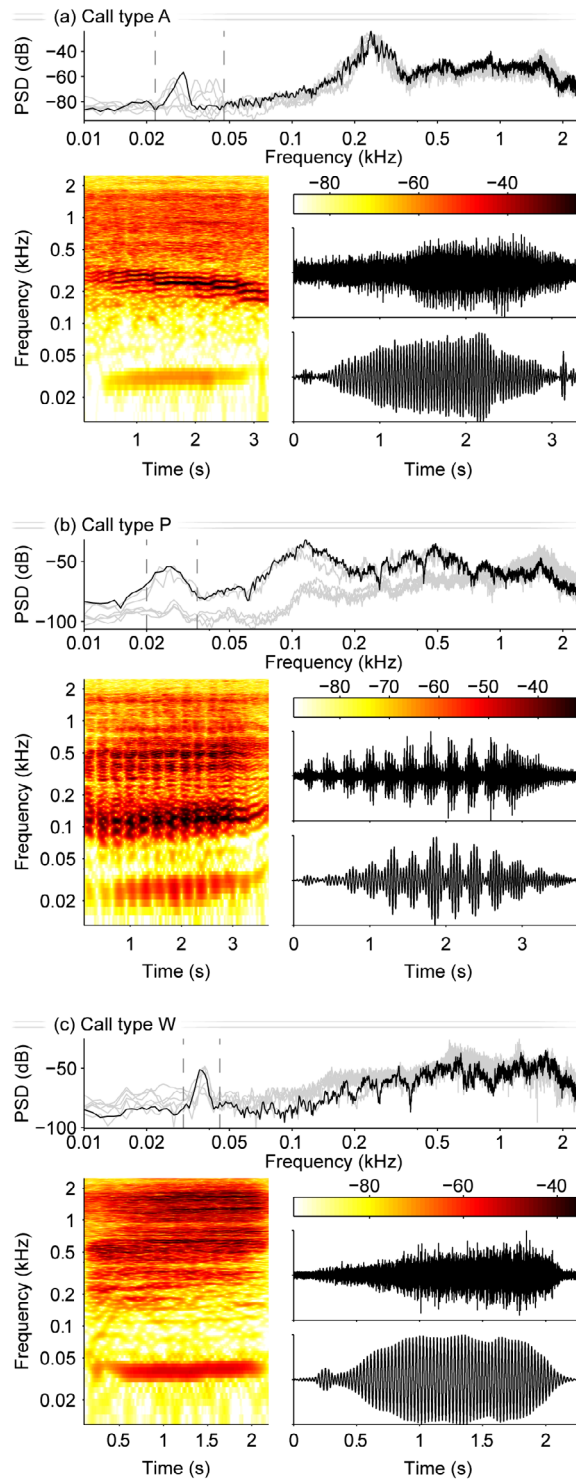 (a) Call type A
PSD (dB)
−40
−60
−80
0.01 0.02 0.05 0.1 0.2 0.5 1 2
Frequency (kHz)
−80 −60 −40
Frequency (kHz)
2
1
0.5
0.2
0.1
0.05
0.02
1 2 3
Time (s)
0 1 2 3
Time (s)
(b) Call type P
PSD (dB)
−50
−100
0.01 0.02 0.05 0.1 0.2 0.5 1 2
Frequency (kHz)
−80 −70 −60 −50 −40
Frequency (kHz)
2
1
0.5
0.2
0.1
0.05
0.02
1 2 3
Time (s)
0 1 2 3
Time (s)
(c) Call type W
PSD (dB)
−50
−100
0.01 0.02 0.05 0.1 0.2 0.5 1 2
Frequency (kHz)
−80 −60 −40
Frequency (kHz)
2
1
0.5
0.2
0.1
0.05
0.02
0.5 1 1.5 2
Time (s)
0 0.5 1 1.5 2
Time (s)